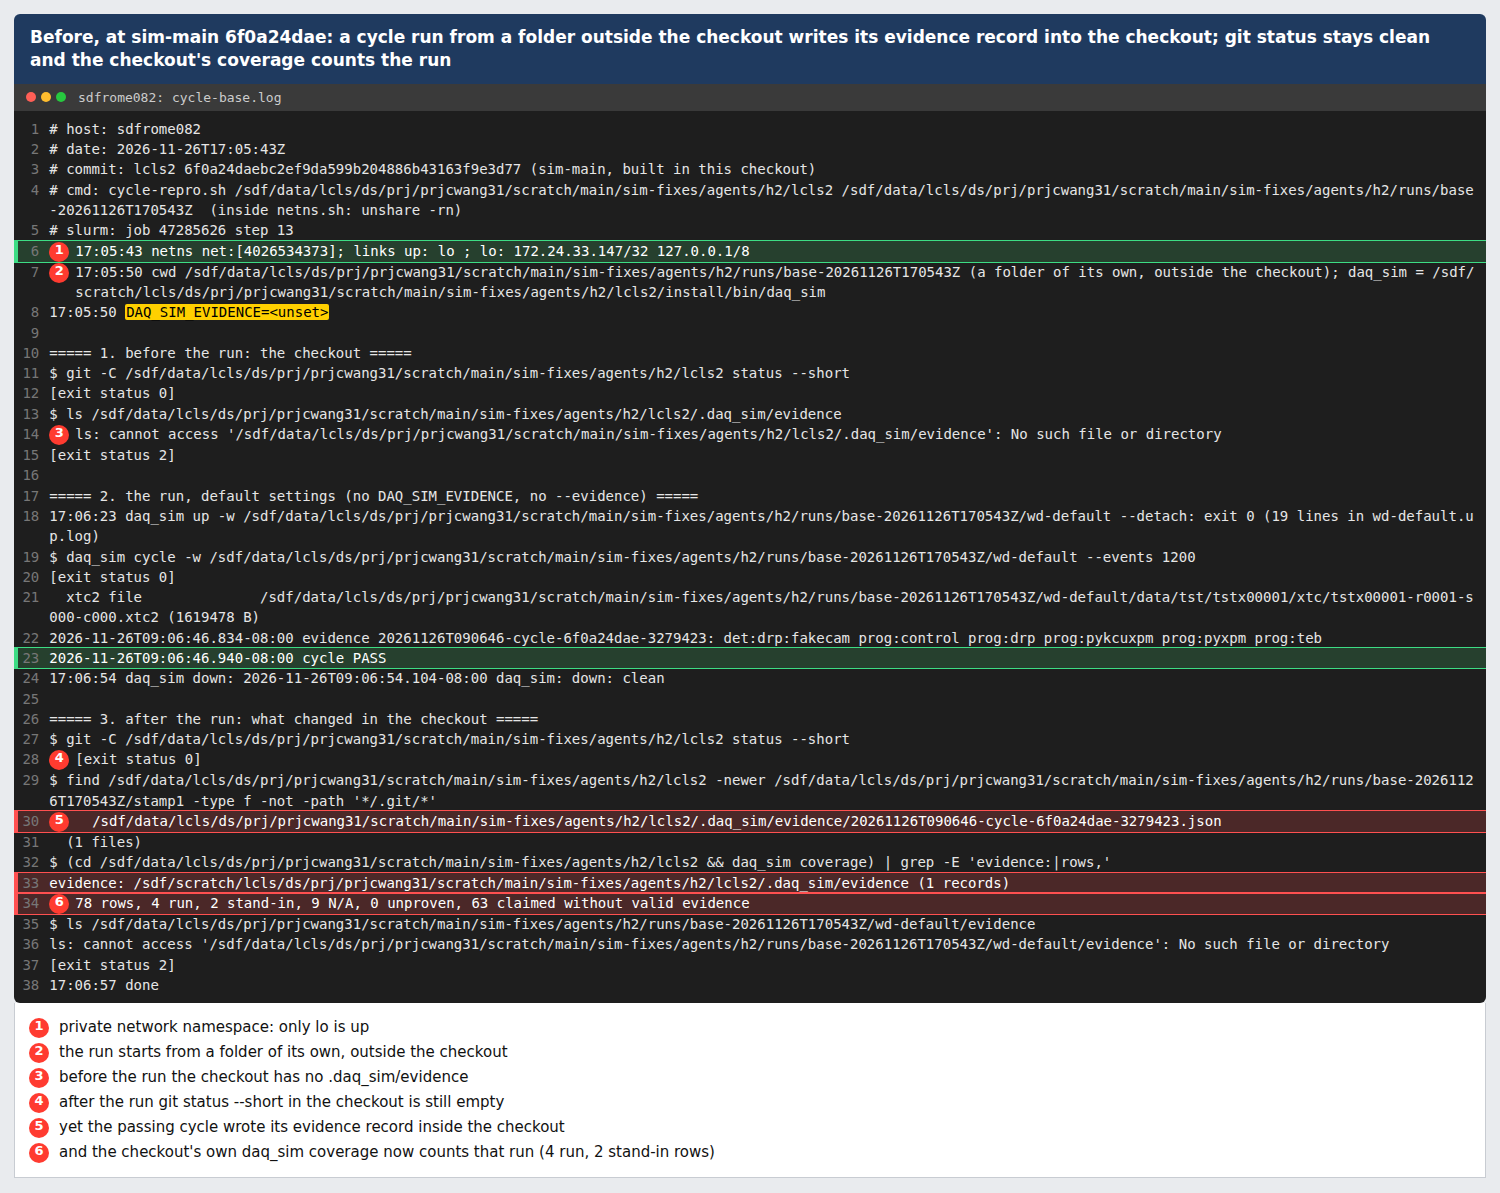 Before, at sim-main 6f0a24dae: a cycle run from a folder outside the checkout writes its evidence record into the checkout; git status stays clean
and the checkout's coverage counts the run
sdfrome082: cycle-base.log
1 # host: sdfrome082
2 # date: 2026-11-26T17:05:43Z
3 # commit: lcls2 6f0a24daebc2ef9da599b204886b43163f9e3d77 (sim-main, built in this checkout)
4 # cmd: cycle-repro.sh /sdf/data/lcls/ds/prj/prjcwang31/scratch/main/sim-fixes/agents/h2/lcls2 /sdf/data/lcls/ds/prj/prjcwang31/scratch/main/sim-fixes/agents/h2/runs/base
-20261126T170543Z  (inside netns.sh: unshare -rn)
5 # slurm: job 47285626 step 13
6 1 17:05:43 netns net:[4026534373]; links up: lo ; lo: 172.24.33.147/32 127.0.0.1/8
7 2 17:05:50 cwd /sdf/data/lcls/ds/prj/prjcwang31/scratch/main/sim-fixes/agents/h2/runs/base-20261126T170543Z (a folder of its own, outside the checkout); daq_sim = /sdf/
scratch/lcls/ds/prj/prjcwang31/scratch/main/sim-fixes/agents/h2/lcls2/install/bin/daq_sim
8 17:05:50 DAQ_SIM_EVIDENCE=<unset>
9
10 ===== 1. before the run: the checkout =====
11 $ git -C /sdf/data/lcls/ds/prj/prjcwang31/scratch/main/sim-fixes/agents/h2/lcls2 status --short
12 [exit status 0]
13 $ ls /sdf/data/lcls/ds/prj/prjcwang31/scratch/main/sim-fixes/agents/h2/lcls2/.daq_sim/evidence
14 3 ls: cannot access '/sdf/data/lcls/ds/prj/prjcwang31/scratch/main/sim-fixes/agents/h2/lcls2/.daq_sim/evidence': No such file or directory
15 [exit status 2]
16
17 ===== 2. the run, default settings (no DAQ_SIM_EVIDENCE, no --evidence) =====
18 17:06:23 daq_sim up -w /sdf/data/lcls/ds/prj/prjcwang31/scratch/main/sim-fixes/agents/h2/runs/base-20261126T170543Z/wd-default --detach: exit 0 (19 lines in wd-default.u
p.log)
19 $ daq_sim cycle -w /sdf/data/lcls/ds/prj/prjcwang31/scratch/main/sim-fixes/agents/h2/runs/base-20261126T170543Z/wd-default --events 1200
20 [exit status 0]
21   xtc2 file              /sdf/data/lcls/ds/prj/prjcwang31/scratch/main/sim-fixes/agents/h2/runs/base-20261126T170543Z/wd-default/data/tst/tstx00001/xtc/tstx00001-r0001-s
000-c000.xtc2 (1619478 B)
22 2026-11-26T09:06:46.834-08:00 evidence 20261126T090646-cycle-6f0a24dae-3279423: det:drp:fakecam prog:control prog:drp prog:pykcuxpm prog:pyxpm prog:teb
23 2026-11-26T09:06:46.940-08:00 cycle PASS
24 17:06:54 daq_sim down: 2026-11-26T09:06:54.104-08:00 daq_sim: down: clean
25
26 ===== 3. after the run: what changed in the checkout =====
27 $ git -C /sdf/data/lcls/ds/prj/prjcwang31/scratch/main/sim-fixes/agents/h2/lcls2 status --short
28 4 [exit status 0]
29 $ find /sdf/data/lcls/ds/prj/prjcwang31/scratch/main/sim-fixes/agents/h2/lcls2 -newer /sdf/data/lcls/ds/prj/prjcwang31/scratch/main/sim-fixes/agents/h2/runs/base-2026112
6T170543Z/stamp1 -type f -not -path '*/.git/*'
30 5   /sdf/data/lcls/ds/prj/prjcwang31/scratch/main/sim-fixes/agents/h2/lcls2/.daq_sim/evidence/20261126T090646-cycle-6f0a24dae-3279423.json
31   (1 files)
32 $ (cd /sdf/data/lcls/ds/prj/prjcwang31/scratch/main/sim-fixes/agents/h2/lcls2 && daq_sim coverage) | grep -E 'evidence:|rows,'
33 evidence: /sdf/scratch/lcls/ds/prj/prjcwang31/scratch/main/sim-fixes/agents/h2/lcls2/.daq_sim/evidence (1 records)
34 6 78 rows, 4 run, 2 stand-in, 9 N/A, 0 unproven, 63 claimed without valid evidence
35 $ ls /sdf/data/lcls/ds/prj/prjcwang31/scratch/main/sim-fixes/agents/h2/runs/base-20261126T170543Z/wd-default/evidence
36 ls: cannot access '/sdf/data/lcls/ds/prj/prjcwang31/scratch/main/sim-fixes/agents/h2/runs/base-20261126T170543Z/wd-default/evidence': No such file or directory
37 [exit status 2]
38 17:06:57 done
1 private network namespace: only lo is up
2 the run starts from a folder of its own, outside the checkout
3 before the run the checkout has no .daq_sim/evidence
4 after the run git status --short in the checkout is still empty
5 yet the passing cycle wrote its evidence record inside the checkout
6 and the checkout's own daq_sim coverage now counts that run (4 run, 2 stand-in rows)